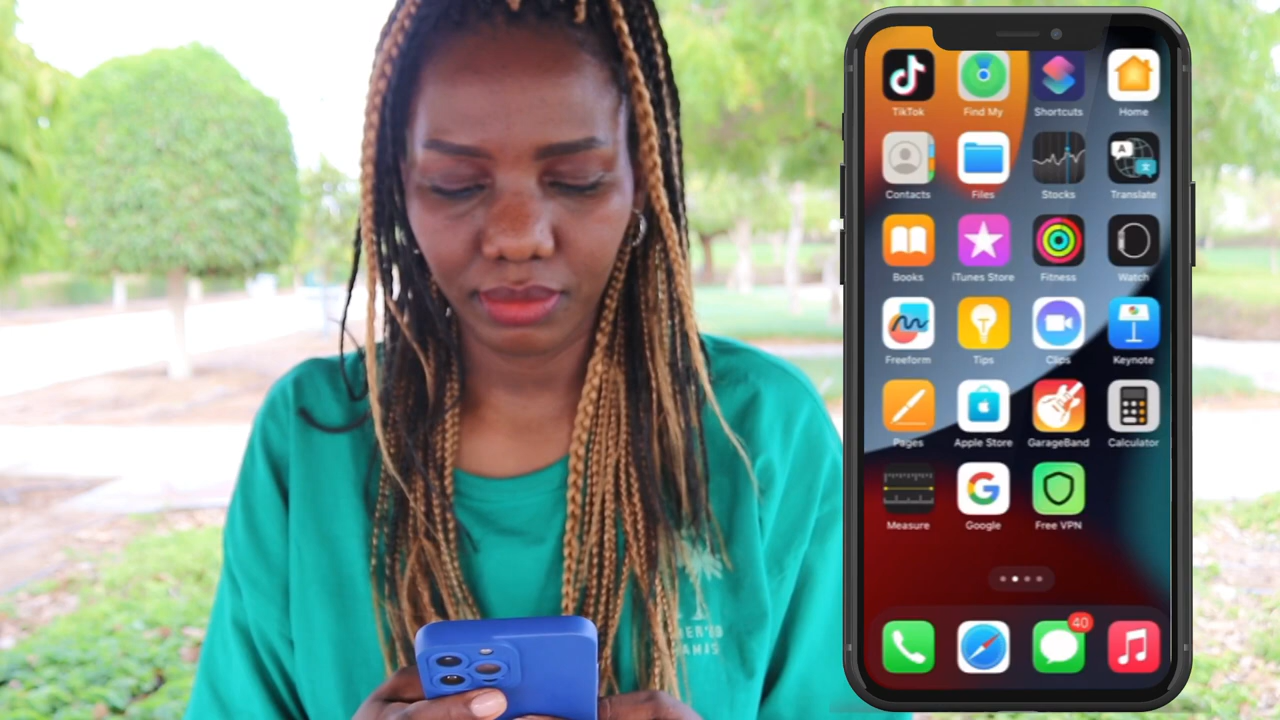 TikTok Find My Shortcuts Home
Contacts Files Stocks Translate
Books iTunes Store Fitness Watch
Freeform Tips Clips Keynote
Pages Apple Store GarageBand Calculator
Measure Google Free VPN
40